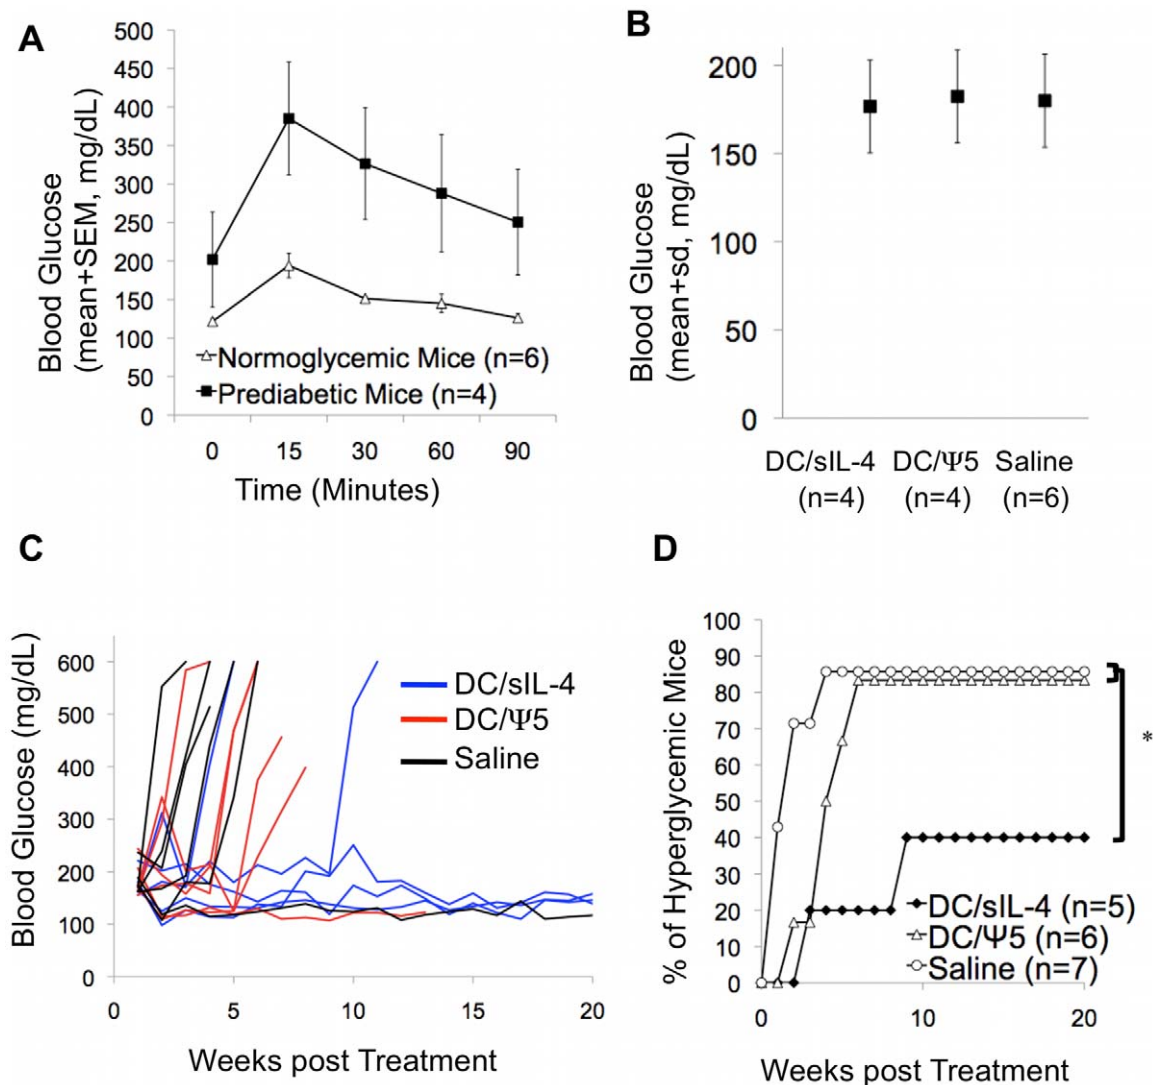 A
Blood Glucose
(mean+SEM, mg/dL)
500
450
400
350
300
250
200
150
100
50
0
Normoglycemic Mice (n=6)
Prediabetic Mice (n=4)
0 15 30 60 90
Time (Minutes)
B
Blood Glucose
(mean+sd, mg/dL)
200
150
100
50
0
DC/sIL-4 DC/Ψ5 Saline
(n=4) (n=4) (n=6)
C
Blood Glucose (mg/dL)
600
500
400
300
200
100
0
DC/sIL-4
DC/Ψ5
Saline
0 5 10 15 20
Weeks post Treatment
D
% of Hyperglycemic Mice
100
90
80
70
60
50
40
30
20
10
0
*
DC/sIL-4 (n=5)
DC/Ψ5 (n=6)
Saline (n=7)
0 10 20
Weeks post Treatment